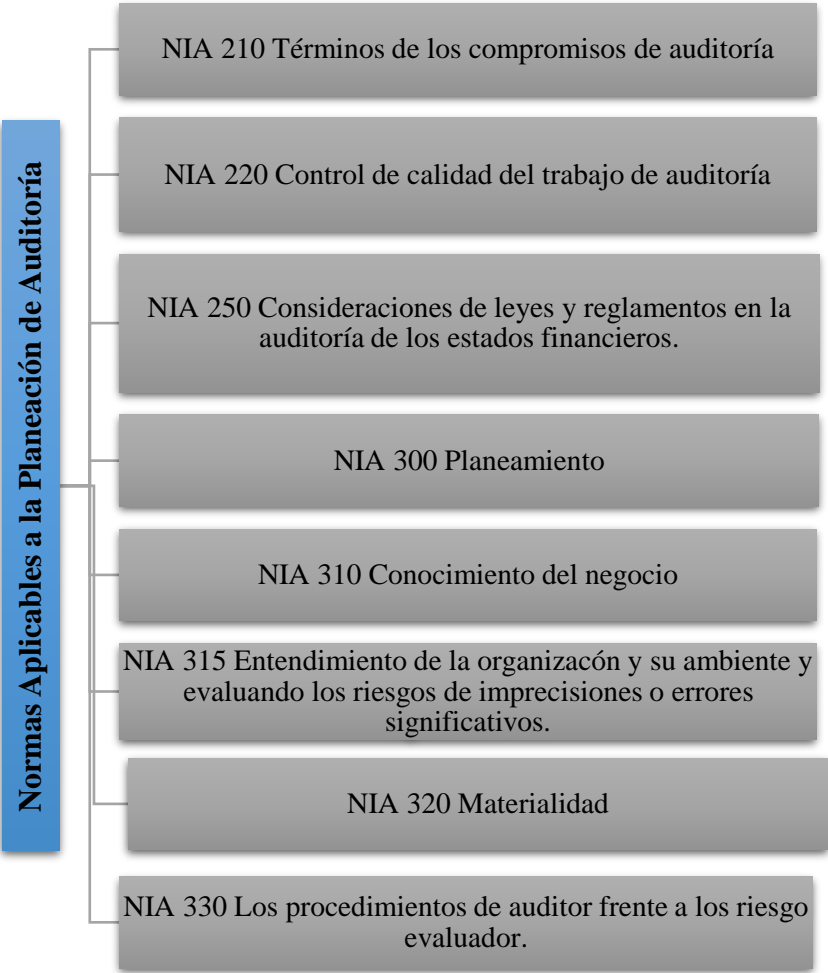 Normas Aplicables a la Planeación de Auditoría
NIA 210 Términos de los compromisos de auditoría
NIA 220 Control de calidad del trabajo de auditoría
NIA 250 Consideraciones de leyes y reglamentos en la
auditoría de los estados financieros.
NIA 300 Planeamiento
NIA 310 Conocimiento del negocio
NIA 315 Entendimiento de la organizacón y su ambiente y
evaluando los riesgos de imprecisiones o errores
significativos.
NIA 320 Materialidad
NIA 330 Los procedimientos de auditor frente a los riesgo
evaluador.